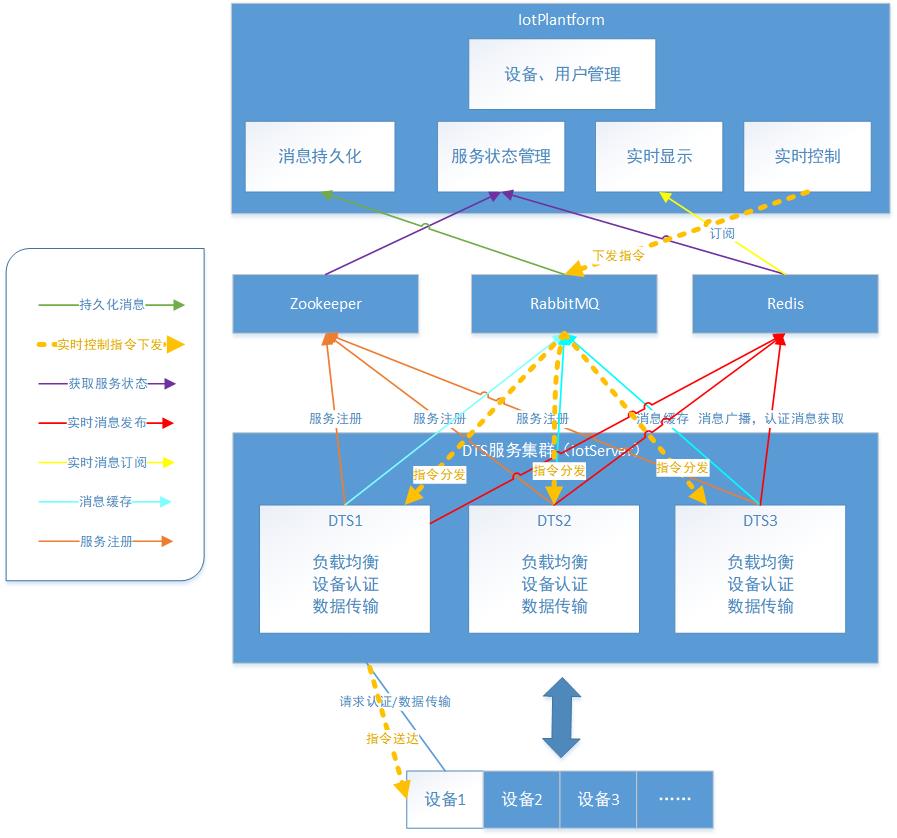 IotPlantform
设备、用户管理
消息持久化
服务状态管理
实时显示
实时控制
订阅
下发指令
Zookeeper
RabbitMQ
Redis
持久化消息
实时控制指令下发
获取服务状态
实时消息发布
实时消息订阅
消息缓存
服务注册
服务注册
服务注册
服务注册
消息缓存
消息广播，认证消息获取
DTS服务集群（IotServer）
指令分发
指令分发
指令分发
DTS1
负载均衡
设备认证
数据传输
DTS2
负载均衡
设备认证
数据传输
DTS3
负载均衡
设备认证
数据传输
请求认证/数据传输
指令送达
设备1
设备2
设备3
……